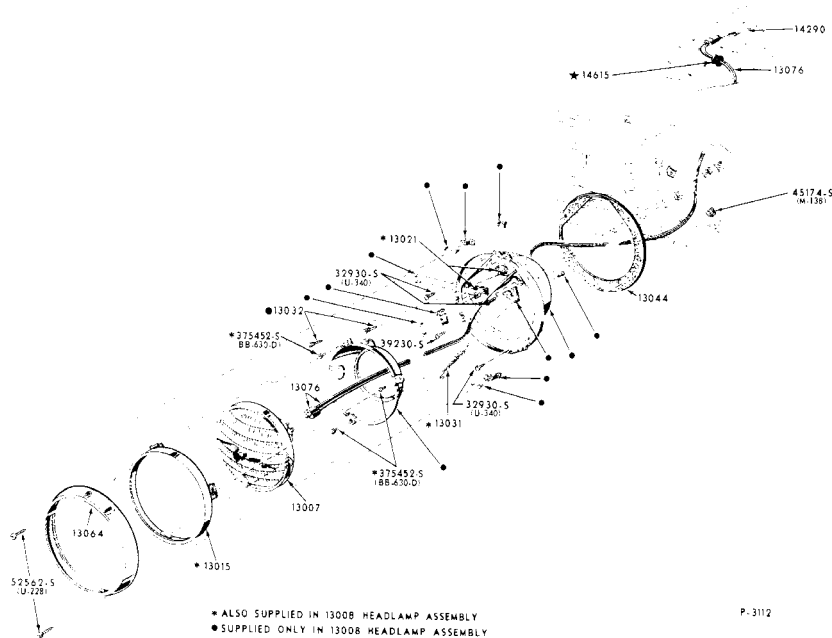 14290
★ 14615
13076
45174-S
(M-138)
* 13021
32930-S
(U-340)
13044
● 13032
* 375452-S
BB-630-D)
39230-S
13076
32930-S
(U-340)
* 13031
* 375452-S
(BB-630-D)
13007
13064
* 13015
52562-S
(U-228)
* ALSO SUPPLIED IN 13008 HEADLAMP ASSEMBLY
● SUPPLIED ONLY IN 13008 HEADLAMP ASSEMBLY
P-3112